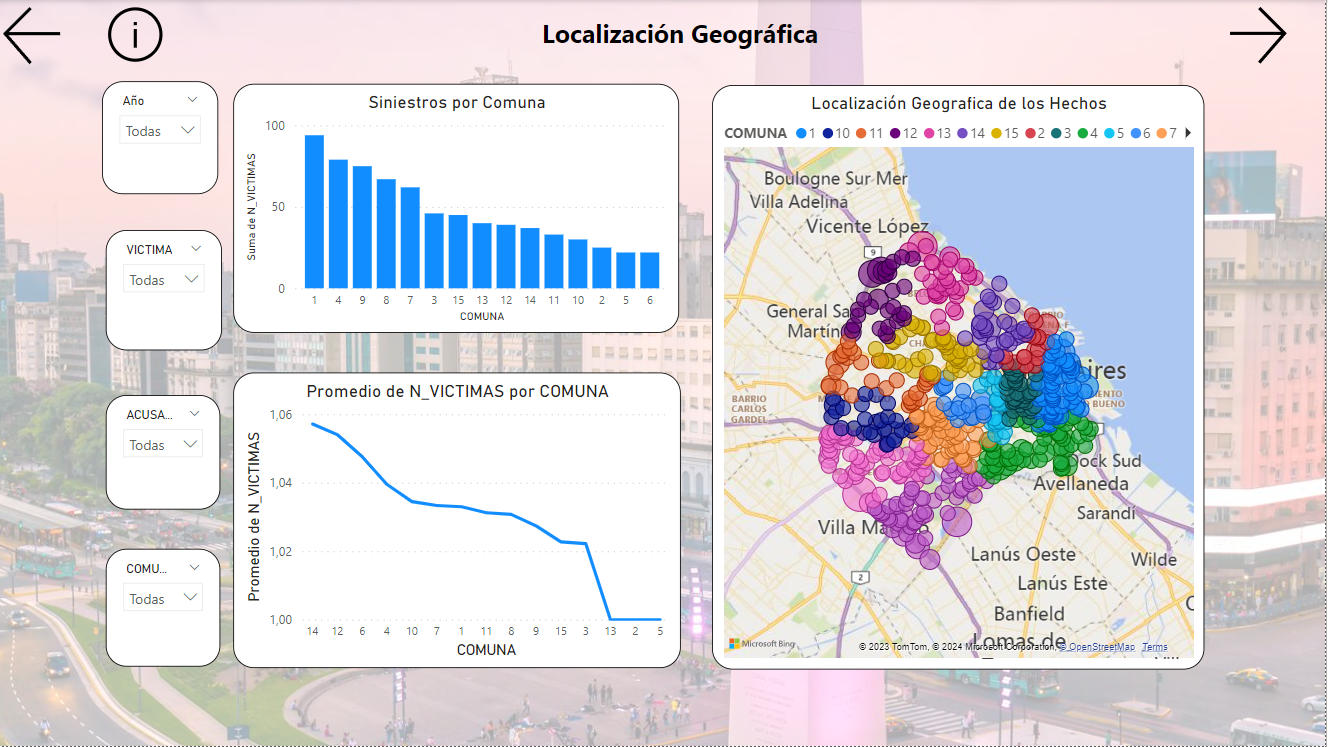 Localización Geográfica
Año
Todas
VICTIMA
Todas
ACUSA...
Todas
COMU...
Todas
Siniestros por Comuna
Suma de N_VICTIMAS
100
50
0
1 4 9 8 7 3 15 13 12 14 11 10 2 5 6
COMUNA
Promedio de N_VICTIMAS por COMUNA
Promedio de N_VICTIMAS
1,06
1,04
1,02
1,00
14 12 6 4 10 7 1 11 8 9 15 3 13 2 5
COMUNA
Localización Geografica de los Hechos
COMUNA 1 10 11 12 13 14 15 2 3 4 5 6 7
Boulogne Sur Mer
Villa Adelina
Vicente López
9
General Sa
Martín
ires
BARRIO
CARLOS
GARDEL
BUENO
Dock Sud
Avellaneda
Sarandí
Villa Ma
Lanús Oeste
Wilde
2
Lanús Este
Banfield
Lomas de
Microsoft Bing
© 2023 TomTom, © 2024 Microsoft Corporation, © OpenStreetMap Terms